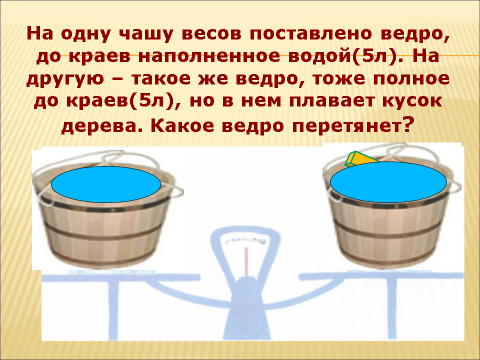 На одну чашу весов поставлено ведро,
до краев наполненное водой(5л). На
другую – такое же ведро, тоже полное
до краев(5л), но в нем плавает кусок
дерева. Какое ведро перетянет?